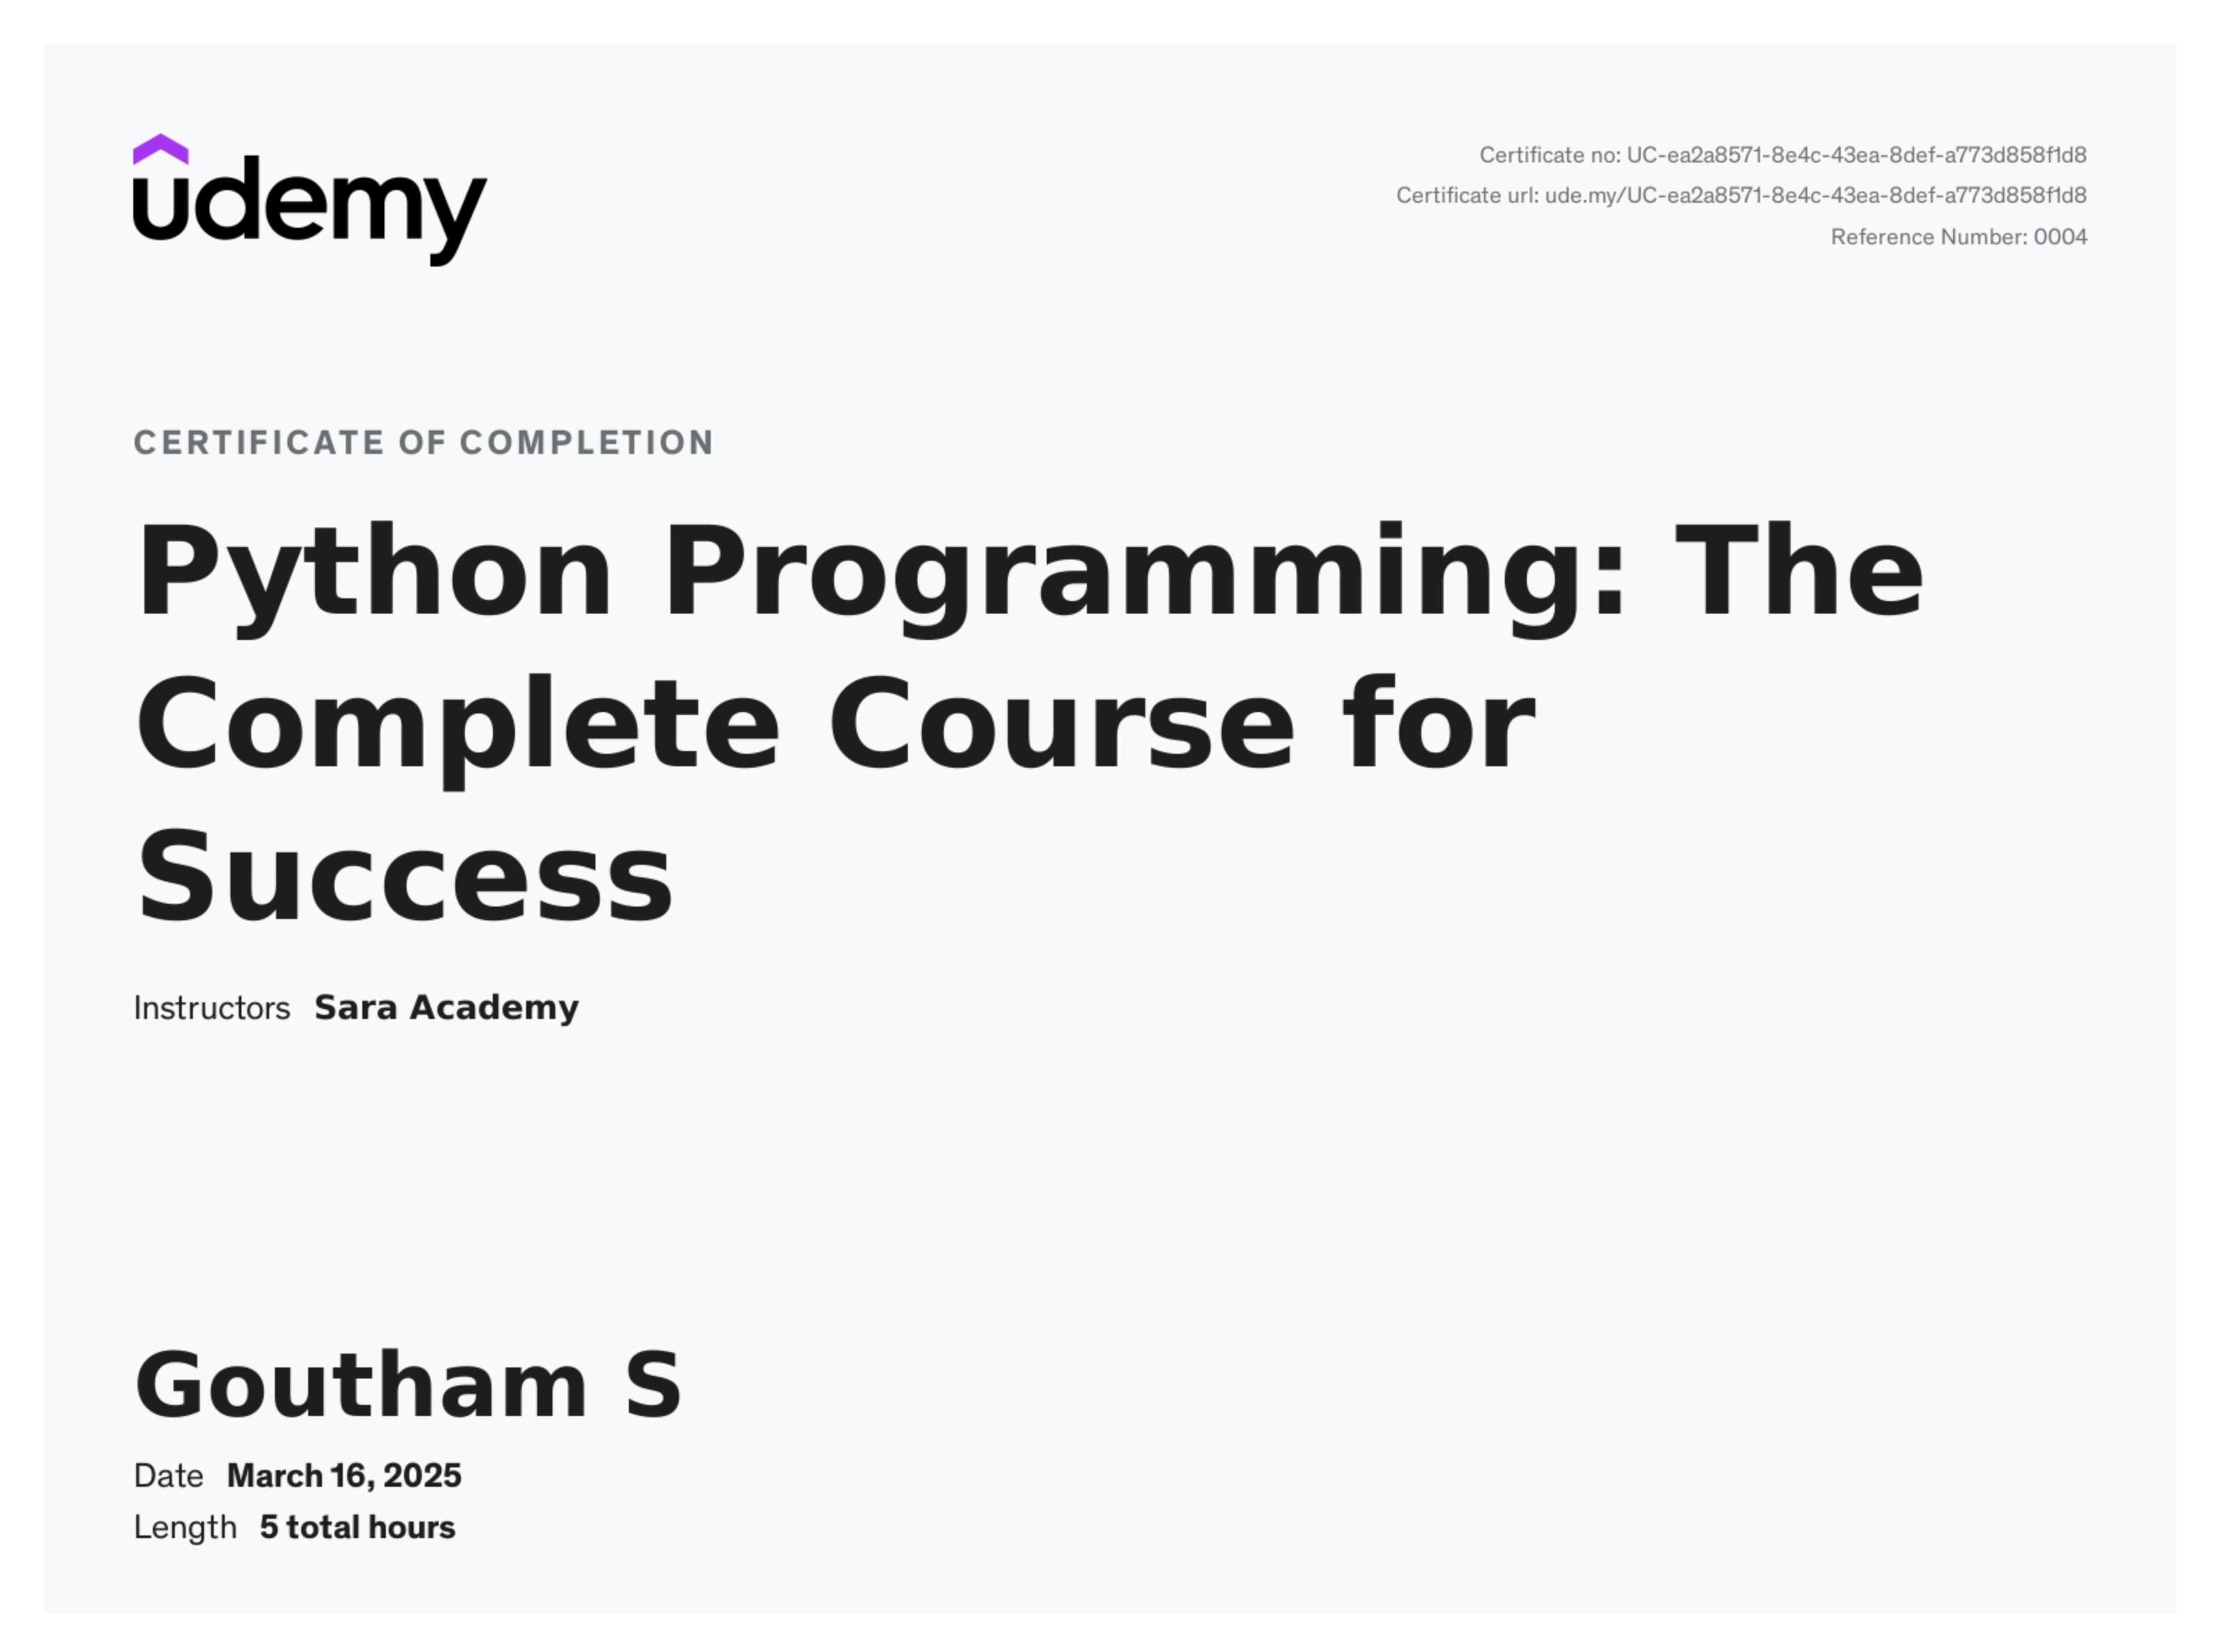 udemy
Certificate no: UC-ea2a8571-8e4c-43ea-8def-a773d858f1d8
Certificate url: ude.my/UC-ea2a8571-8e4c-43ea-8def-a773d858f1d8
Reference Number: 0004
CERTIFICATE OF COMPLETION
Python Programming: The
Complete Course for
Success
Instructors Sara Academy
Goutham S
Date March 16, 2025
Length 5 total hours